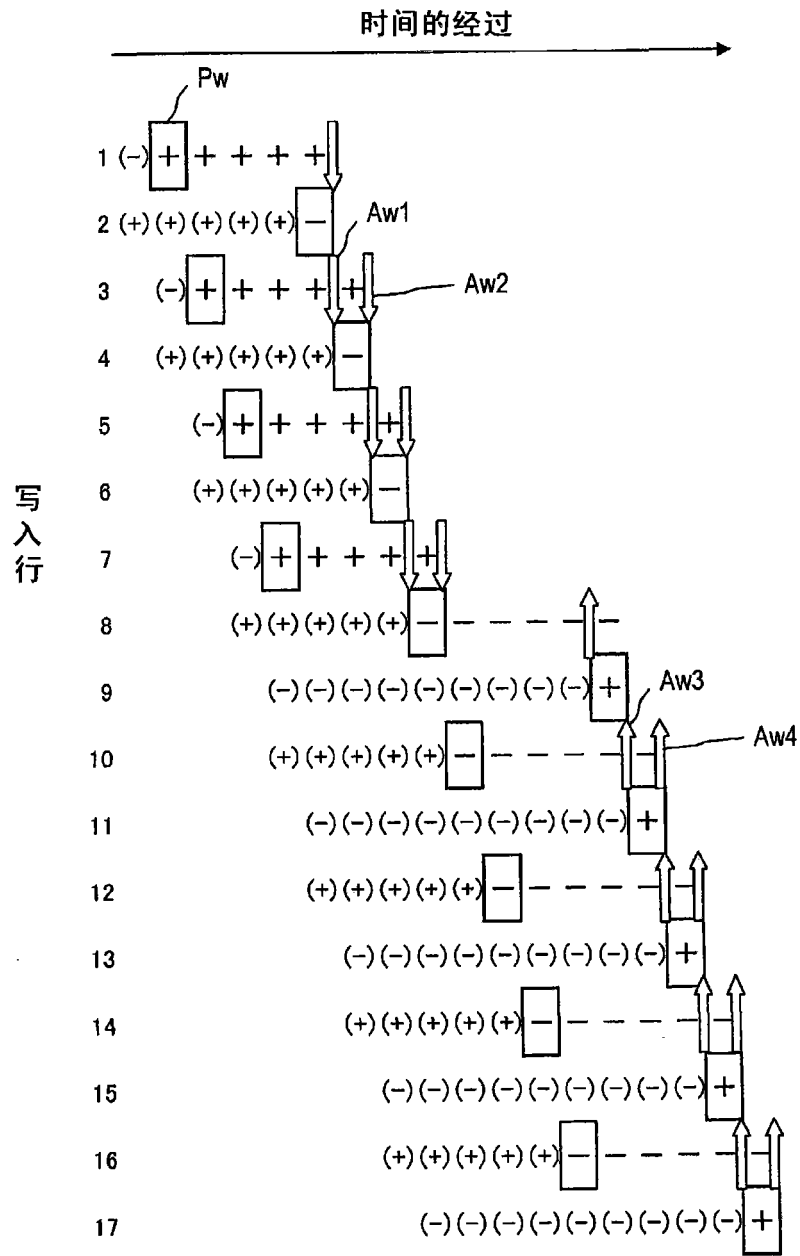 时间的经过
Pw
1 (-) + + + + +
2 (+) (+) (+) (+) (+) −
Aw1
3 (-) + + + + +
Aw2
4 (+) (+) (+) (+) (+) −
5 (-) + + + + +
写入行
6 (+) (+) (+) (+) (+) −
7 (-) + + + + +
8 (+) (+) (+) (+) (+) − − − − − −
9 (-) (-) (-) (-) (-) (-) (-) (-) (-) +
Aw3
10 (+) (+) (+) (+) (+) − − − − − −
Aw4
11 (-) (-) (-) (-) (-) (-) (-) (-) (-) +
12 (+) (+) (+) (+) (+) − − − − − −
13 (-) (-) (-) (-) (-) (-) (-) (-) (-) +
14 (+) (+) (+) (+) (+) − − − − − −
15 (-) (-) (-) (-) (-) (-) (-) (-) (-) +
16 (+) (+) (+) (+) (+) − − − − − −
17 (-) (-) (-) (-) (-) (-) (-) (-) (-) +